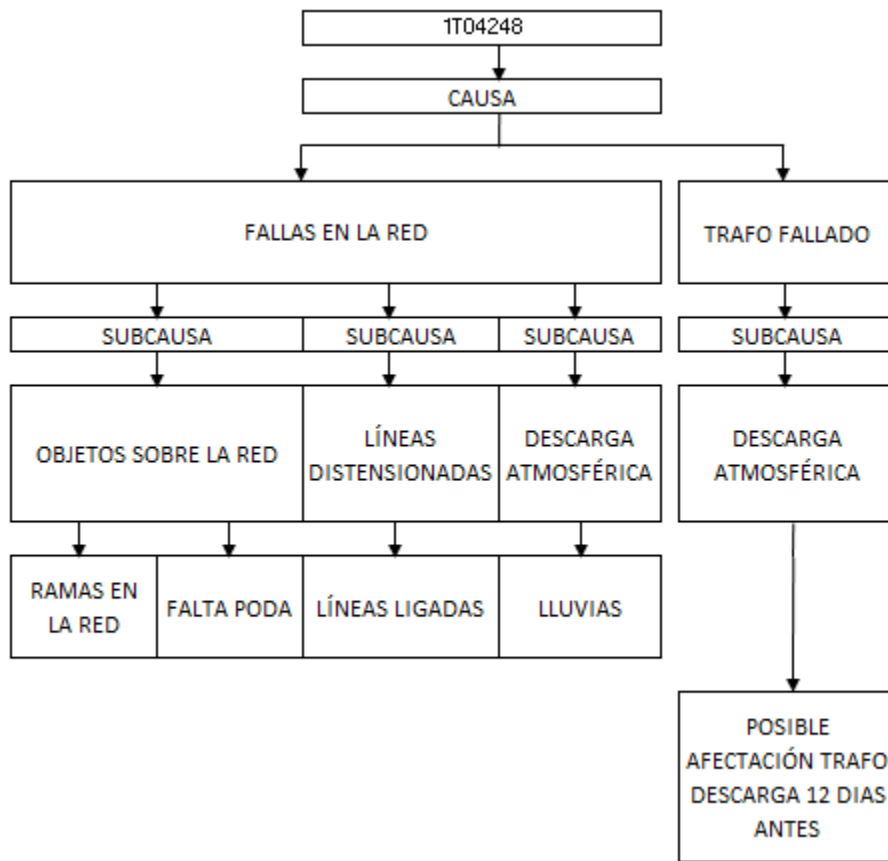 1T04248
CAUSA
FALLAS EN LA RED
TRAFO FALLADO
SUBCAUSA
SUBCAUSA
SUBCAUSA
SUBCAUSA
OBJETOS SOBRE LA RED
LÍNEAS
DISTENSIONADAS
DESCARGA
ATMOSFÉRICA
DESCARGA
ATMOSFÉRICA
RAMAS EN
LA RED
FALTA PODA
LÍNEAS LIGADAS
LLUVIAS
POSIBLE
AFECTACIÓN TRAFO
DESCARGA 12 DIAS
ANTES